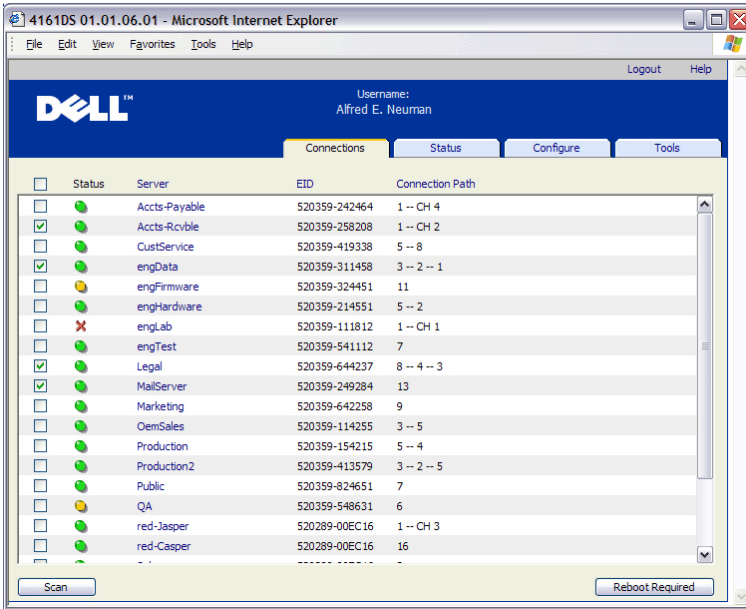 4161DS 01.01.06.01 - Microsoft Internet Explorer
File Edit View Favorites Tools Help
Logout Help
DELL™
Username:
Alfred E. Neuman
Connections Status Configure Tools
Status Server EID Connection Path
Accts-Payable 520359-242464 1 -- CH 4
Accts-Rcvble 520359-258208 1 -- CH 2
CustService 520359-419338 5 -- 8
engData 520359-311458 3 -- 2 -- 1
engFirmware 520359-324451 11
engHardware 520359-214551 5 -- 2
engLab 520359-111812 1 -- CH 1
engTest 520359-541112 7
Legal 520359-644237 8 -- 4 -- 3
MailServer 520359-249284 13
Marketing 520359-642258 9
OemSales 520359-114255 3 -- 5
Production 520359-154215 5 -- 4
Production2 520359-413579 3 -- 2 -- 5
Public 520359-824651 7
QA 520359-548631 6
red-Jasper 520289-00EC16 1 -- CH 3
red-Casper 520289-00EC16 16
Scan Reboot Required